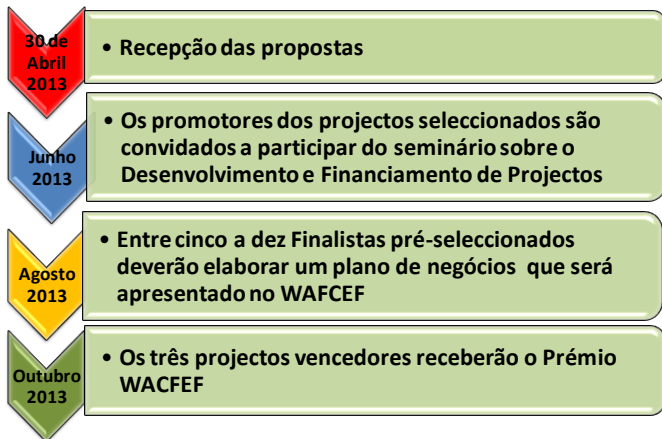 30 de
Abril
2013
• Recepção das propostas
Junho
2013
• Os promotores dos projectos seleccionados são
convidados a participar do seminário sobre o
Desenvolvimento e Financiamento de Projectos
Agosto
2013
• Entre cinco a dez Finalistas pré-seleccionados
deverão elaborar um plano de negócios que será
apresentado no WAFCEF
Outubro
2013
• Os três projectos vencedores receberão o Prémio
WACFEF